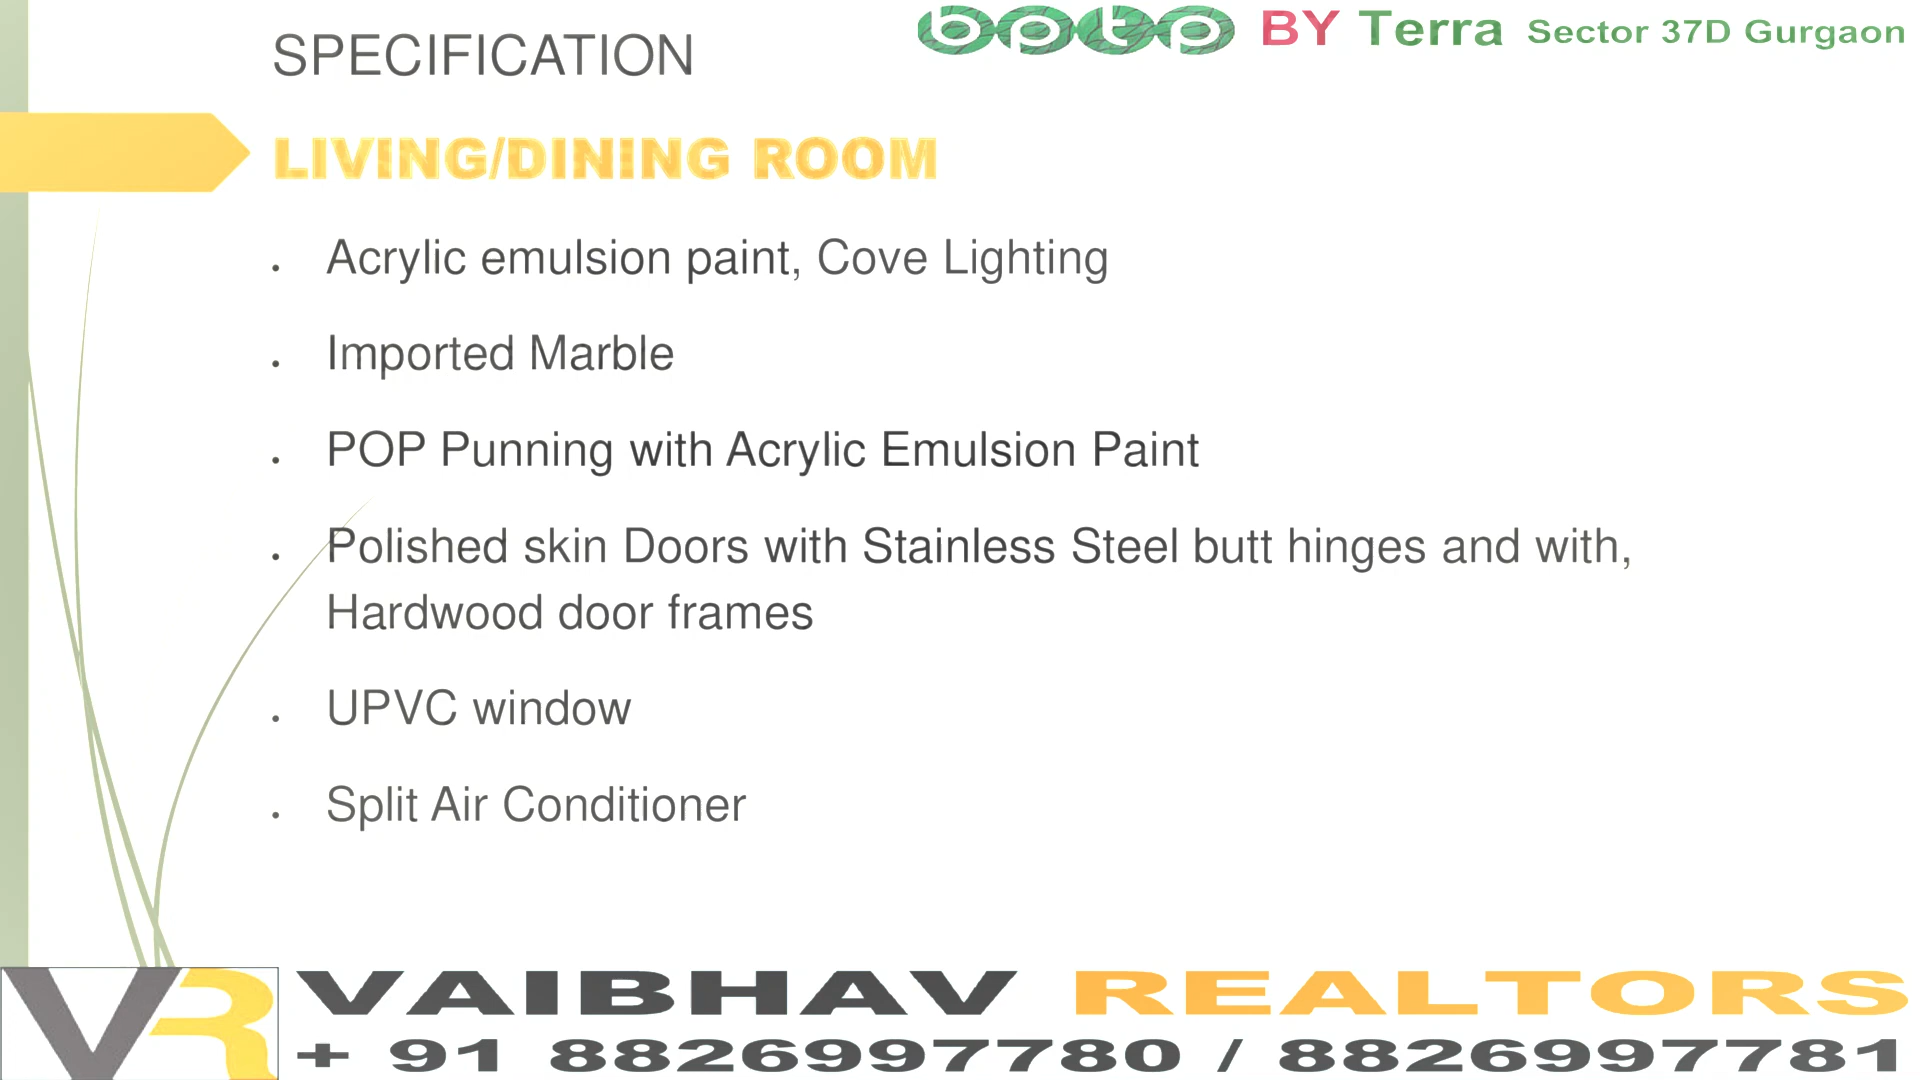 bptp BY Terra Sector 37D Gurgaon
SPECIFICATION
LIVING/DINING ROOM
• Acrylic emulsion paint, Cove Lighting
• Imported Marble
• POP Punning with Acrylic Emulsion Paint
• Polished skin Doors with Stainless Steel butt hinges and with,
Hardwood door frames
• UPVC window
• Split Air Conditioner
VR VAIBHAV REALTORS
+ 91 8826997780 / 8826997781